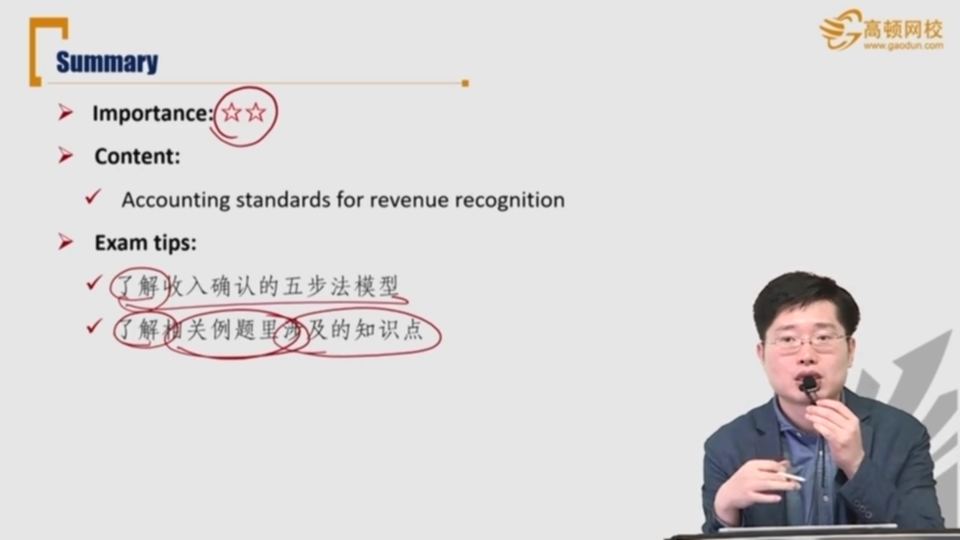 高顿网校
www.gaodun.com
Summary
Importance: ☆☆
Content:
Accounting standards for revenue recognition
Exam tips:
了解收入确认的五步法模型
了解相关例题里涉及的知识点